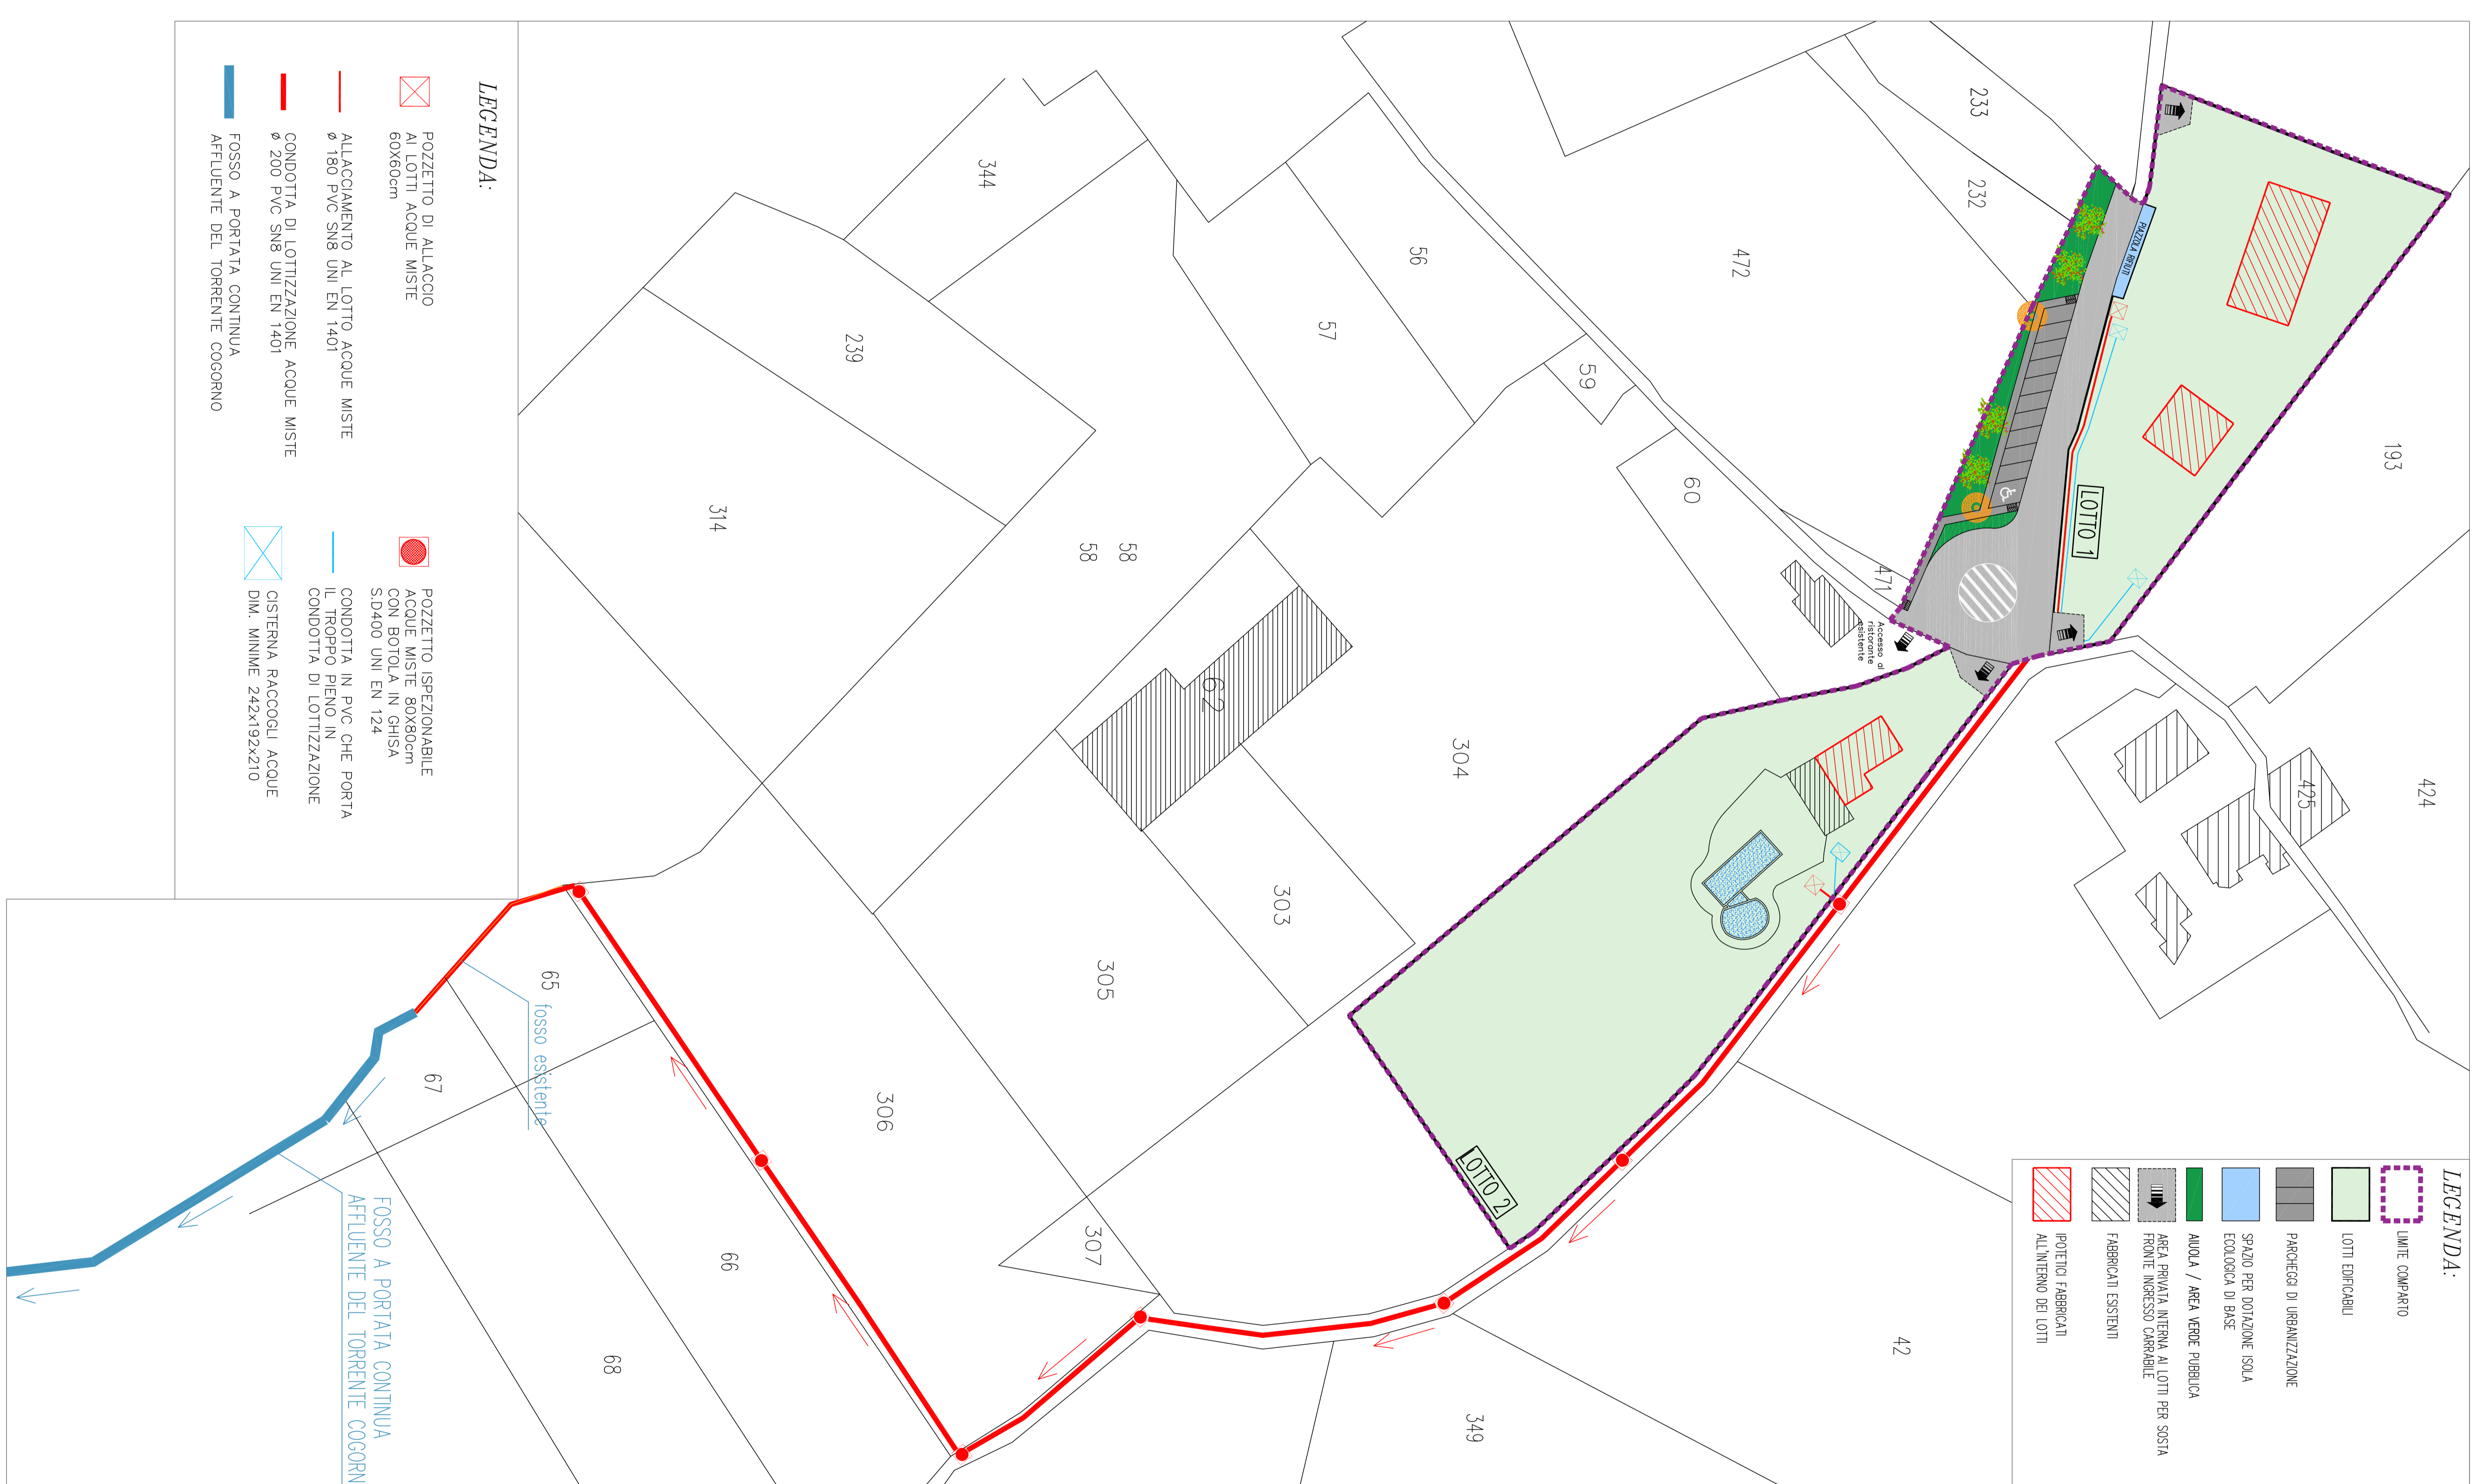 LEGENDA:
LIMITE COMPARTO
LOTTI EDIFICABILI
PARCHEGGI DI URBANIZZAZIONE
SPAZIO PER DOTAZIONE ISOLA
ECOLOGICA DI BASE
AIUOLA / AREA VERDE PUBBLICA
AREA PRIVATA INTERNA AI LOTTI PER SOSTA
FRONTE INGRESSO CARRABILE
FABBRICATI ESISTENTI
IPOTETICI FABBRICATI
ALL'INTERNO DEI LOTTI
193
424
425
233
232
PIAZZOLA RIFIUTI
LOTTO 1
471
Accesso al
ristorante
esistente
472
60
59
56
57
344
58
58
239
314
62
304
303
305
LOTTO 2
42
349
307
306
65
66
67
68
fosso esistente
FOSSO A PORTATA CONTINUA
AFFLUENTE DEL TORRENTE COGORN
LEGENDA:
POZZETTO DI ALLACCIO
AI LOTTI ACQUE MISTE
60X60cm
ALLACCIAMENTO AL LOTTO ACQUE MISTE
Ø 180 PVC SN8 UNI EN 1401
CONDOTTA DI LOTTIZZAZIONE ACQUE MISTE
Ø 200 PVC SN8 UNI EN 1401
FOSSO A PORTATA CONTINUA
AFFLUENTE DEL TORRENTE COGORNO
POZZETTO ISPEZIONABILE
ACQUE MISTE 80X80cm
CON BOTOLA IN GHISA
S.D400 UNI EN 124
CONDOTTA IN PVC CHE PORTA
IL TROPPO PIENO IN
CONDOTTA DI LOTTIZZAZIONE
CISTERNA RACCOGLI ACQUE
DIM. MINIME 242x192x210